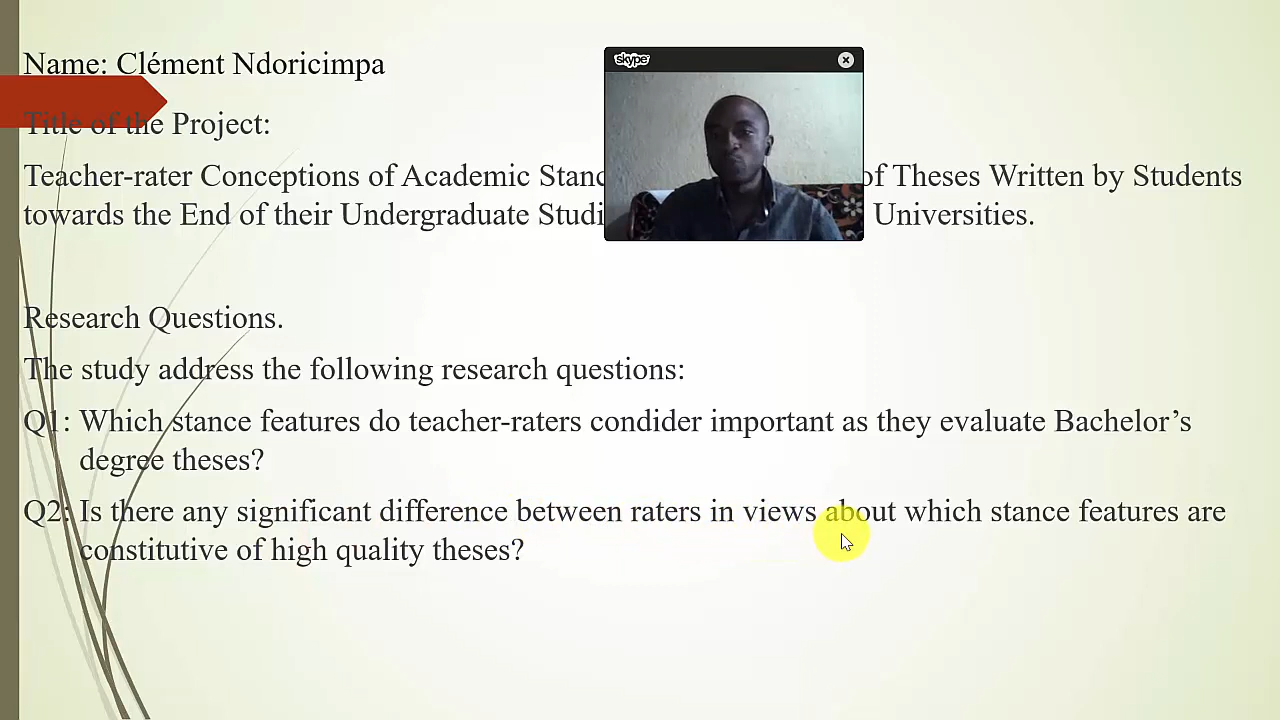 Name: Clément Ndoricimpa
skype
Title of the Project:
Teacher-rater Conceptions of Academic Stanc of Theses Written by Students
towards the End of their Undergraduate Studi Universities.
Research Questions.
The study address the following research questions:
Q1: Which stance features do teacher-raters condider important as they evaluate Bachelor’s
degree theses?
Q2: Is there any significant difference between raters in views about which stance features are
constitutive of high quality theses?